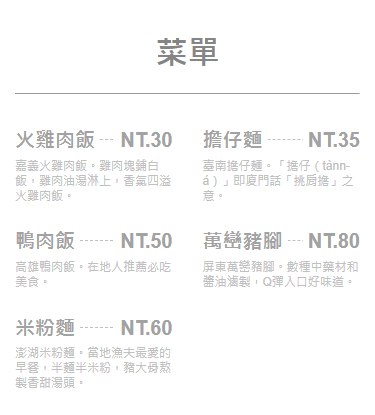 菜單
火雞肉飯 NT.30
嘉義火雞肉飯。雞肉塊鋪白
飯，雞肉油湯淋上，香氣四溢
火雞肉飯。
擔仔麵 NT.35
臺南擔仔麵。「擔仔（tànn-
á）」即廈門話「挑肩擔」之
意。
鴨肉飯 NT.50
高雄鴨肉飯。在地人推薦必吃
美食。
萬巒豬腳 NT.80
屏東萬巒豬腳。數種中藥材和
醬油滷製，Q彈入口好味道。
米粉麵 NT.60
澎湖米粉麵。當地漁夫最愛的
早餐，半麵半米粉，豬大骨熬
製香甜湯頭。